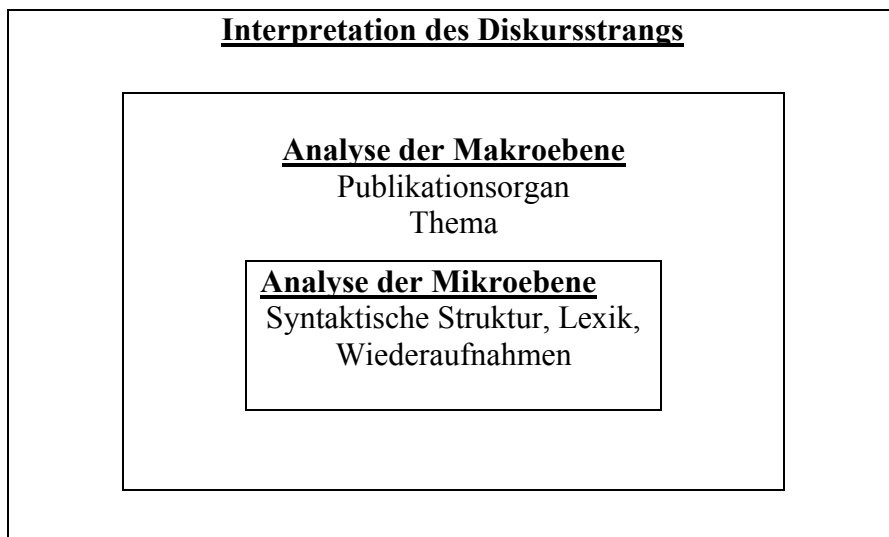 Interpretation des Diskursstrangs
Analyse der Makroebene
Publikationsorgan
Thema
Analyse der Mikroebene
Syntaktische Struktur, Lexik,
Wiederaufnahmen